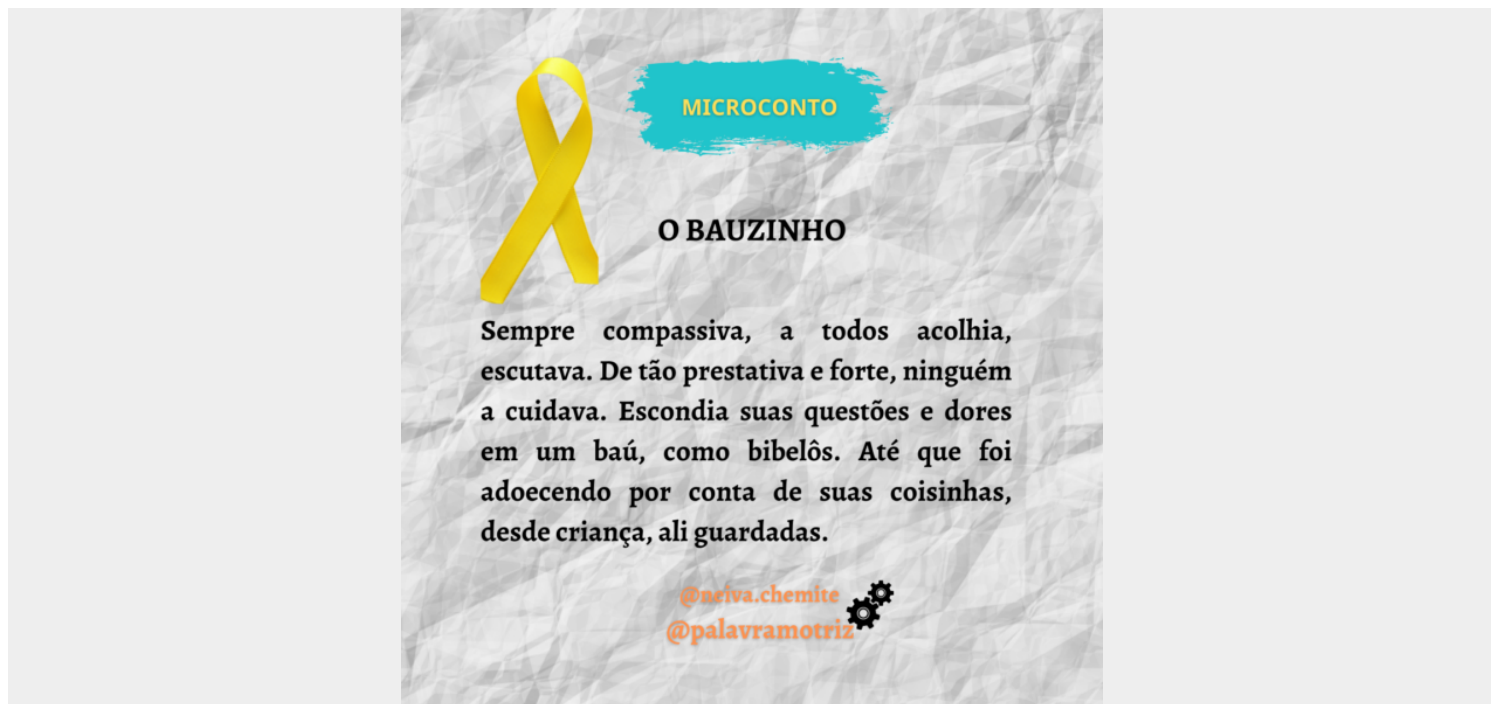 MICROCONTO
O BAUZINHO
Sempre compassiva, a todos acolhia,
escutava. De tão prestativa e forte, ninguém
a cuidava. Escondia suas questões e dores
em um baú, como bibelôs. Até que foi
adoecendo por conta de suas coisinhas,
desde criança, ali guardadas.
@neiva.chemite
@palavramotriz